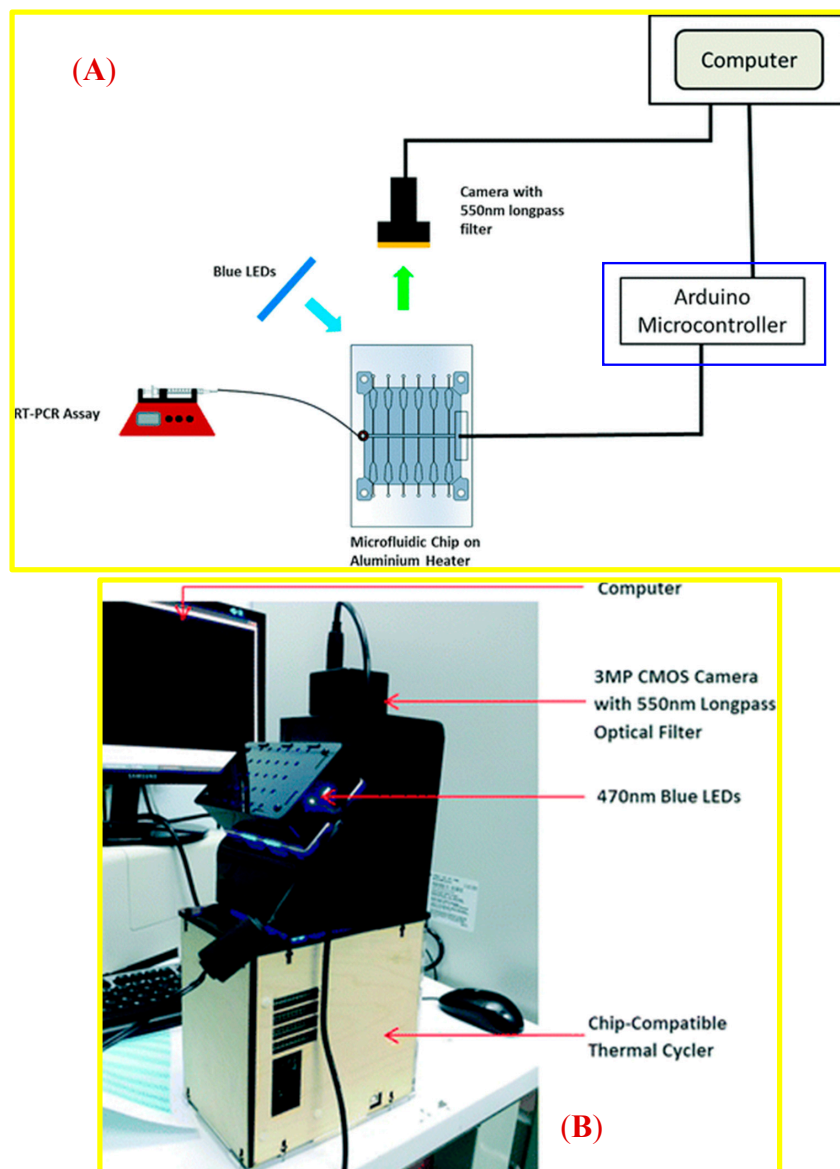 (A)
Computer
Camera with
550nm longpass
filter
Blue LEDs
Arduino
Microcontroller
RT-PCR Assay
Microfluidic Chip on
Aluminium Heater
Computer
3MP CMOS Camera
with 550nm Longpass
Optical Filter
SAMSUNG
470nm Blue LEDs
Chip-Compatible
Thermal Cycler
(B)